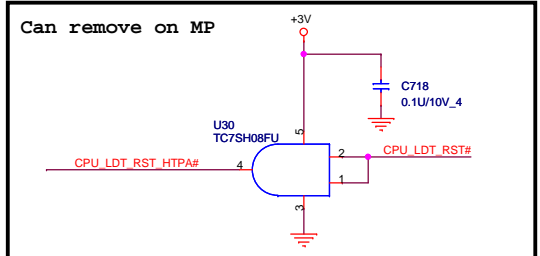 Can remove on MP
+3V
C718
0.1U/10V_4
U30
TC7SH08FU
5
2
CPU_LDT_RST#
CPU_LDT_RST_HTPA#
4
1
3